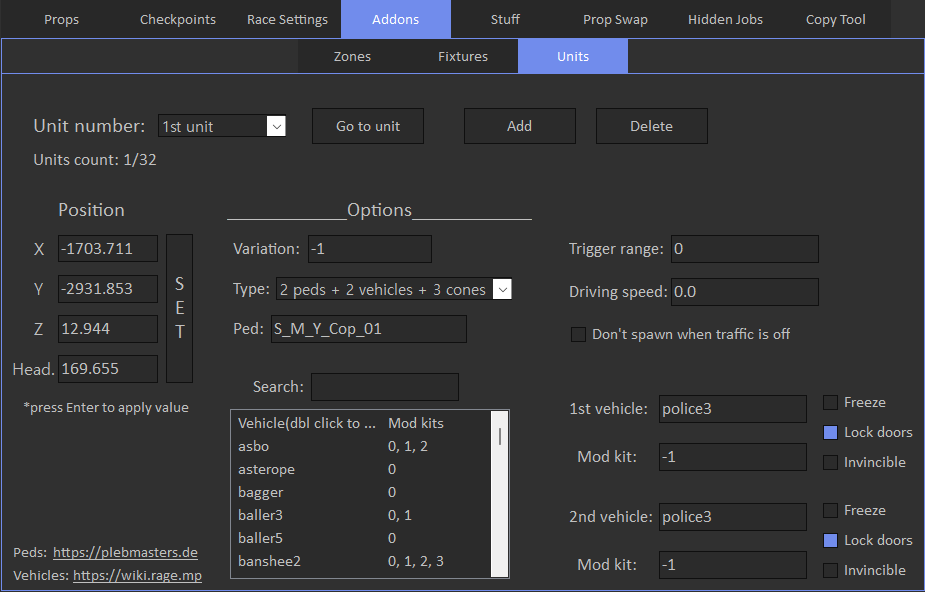 Props Checkpoints Race Settings Addons Stuff Prop Swap Hidden Jobs Copy Tool
Zones Fixtures Units
Unit number: 1st unit Go to unit Add Delete
Units count: 1/32
Position
X -1703.711
Y -2931.853
Z 12.944
Head. 169.655
SET
*press Enter to apply value
Options
Variation: -1
Type: 2 peds + 2 vehicles + 3 cones
Ped: S_M_Y_Cop_01
Search:
Vehicle(dbl click to ... Mod kits
asbo 0, 1, 2
asterope 0
bagger 0
baller3 0, 1
baller5 0
banshee2 0, 1, 2, 3
Trigger range: 0
Driving speed: 0.0
Don't spawn when traffic is off
1st vehicle: police3
Mod kit: -1
Freeze
Lock doors
Invincible
2nd vehicle: police3
Mod kit: -1
Freeze
Lock doors
Invincible
Peds: https://plebmasters.de
Vehicles: https://wiki.rage.mp